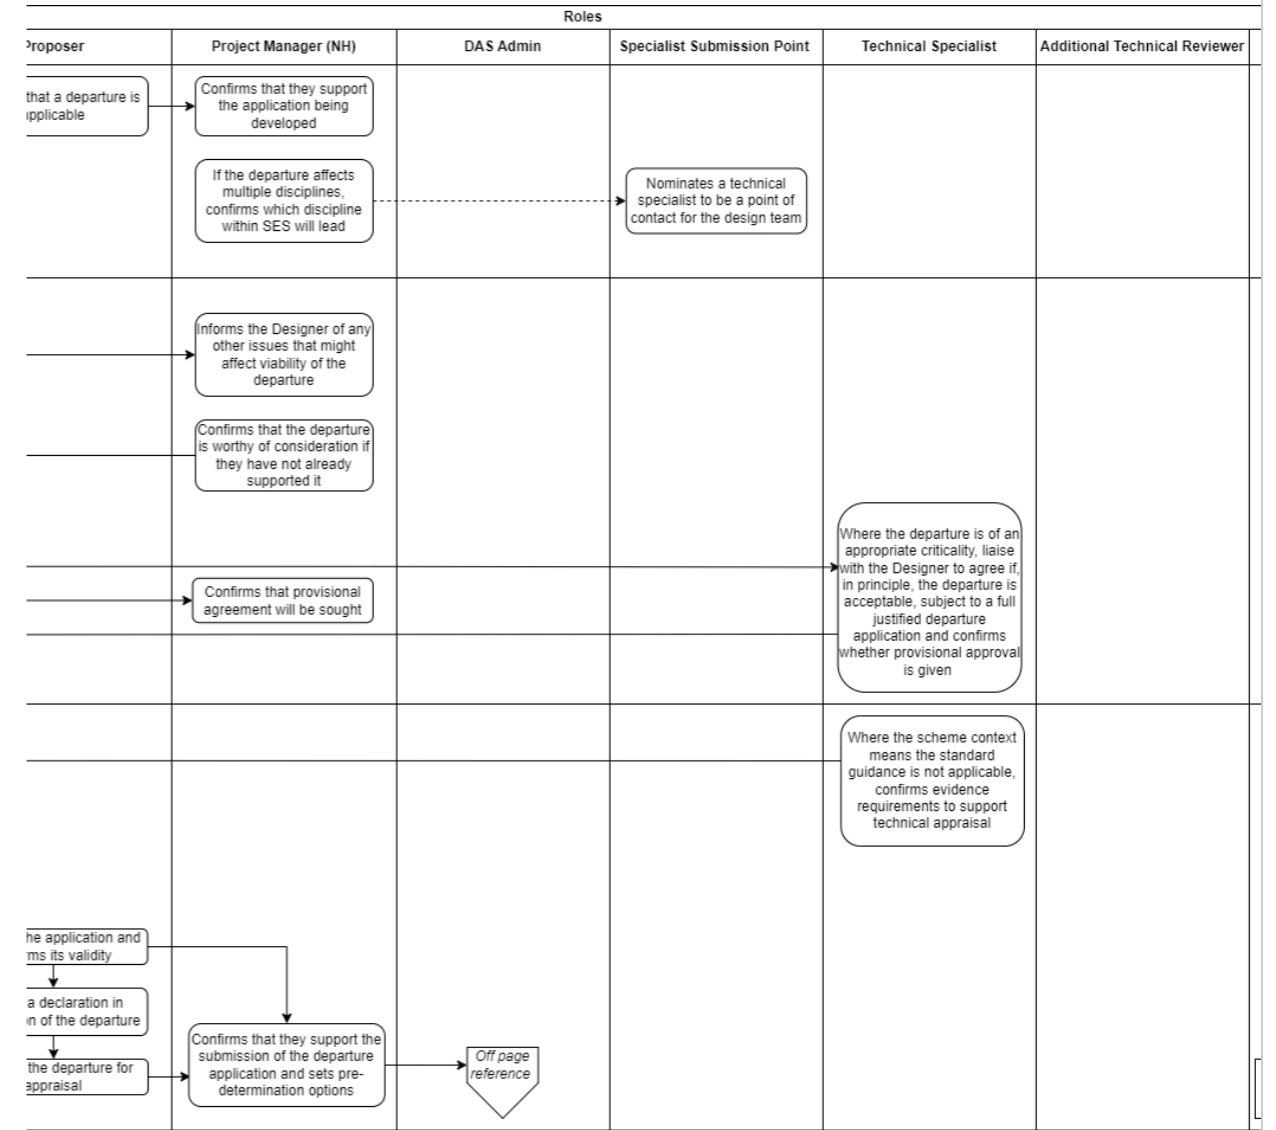 Roles
Proposer
Project Manager (NH)
DAS Admin
Specialist Submission Point
Technical Specialist
Additional Technical Reviewer
that a departure is
applicable
Confirms that they support
the application being
developed
If the departure affects
multiple disciplines,
confirms which discipline
within SES will lead
Nominates a technical
specialist to be a point of
contact for the design team
Informs the Designer of any
other issues that might
affect viability of the
departure
Confirms that the departure
is worthy of consideration if
they have not already
supported it
Where the departure is of an
appropriate criticality, liaise
with the Designer to agree if,
in principle, the departure is
acceptable, subject to a full
justified departure
application and confirms
whether provisional approval
is given
Confirms that provisional
agreement will be sought
Where the scheme context
means the standard
guidance is not applicable,
confirms evidence
requirements to support
technical appraisal
he application and
ms its validity
a declaration in
n of the departure
the departure for
appraisal
Confirms that they support the
submission of the departure
application and sets pre-
determination options
Off page
reference